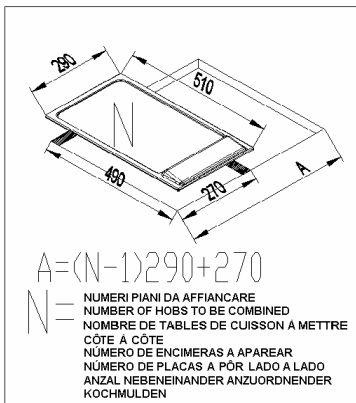 290
510
N
490
270
A
A=(N-1)290+270
N= NUMERI PIANI DA AFFIANCARE
NUMBER OF HOBS TO BE COMBINED
NOMBRE DE TABLES DE CUISSON À METTRE
CÔTE À CÔTE
NÚMERO DE ENCIMERAS A APAREAR
NÚMERO DE PLACAS A PÔR LADO A LADO
ANZAL NEBENEINANDER ANZUORDNENDER
KOCHMULDEN